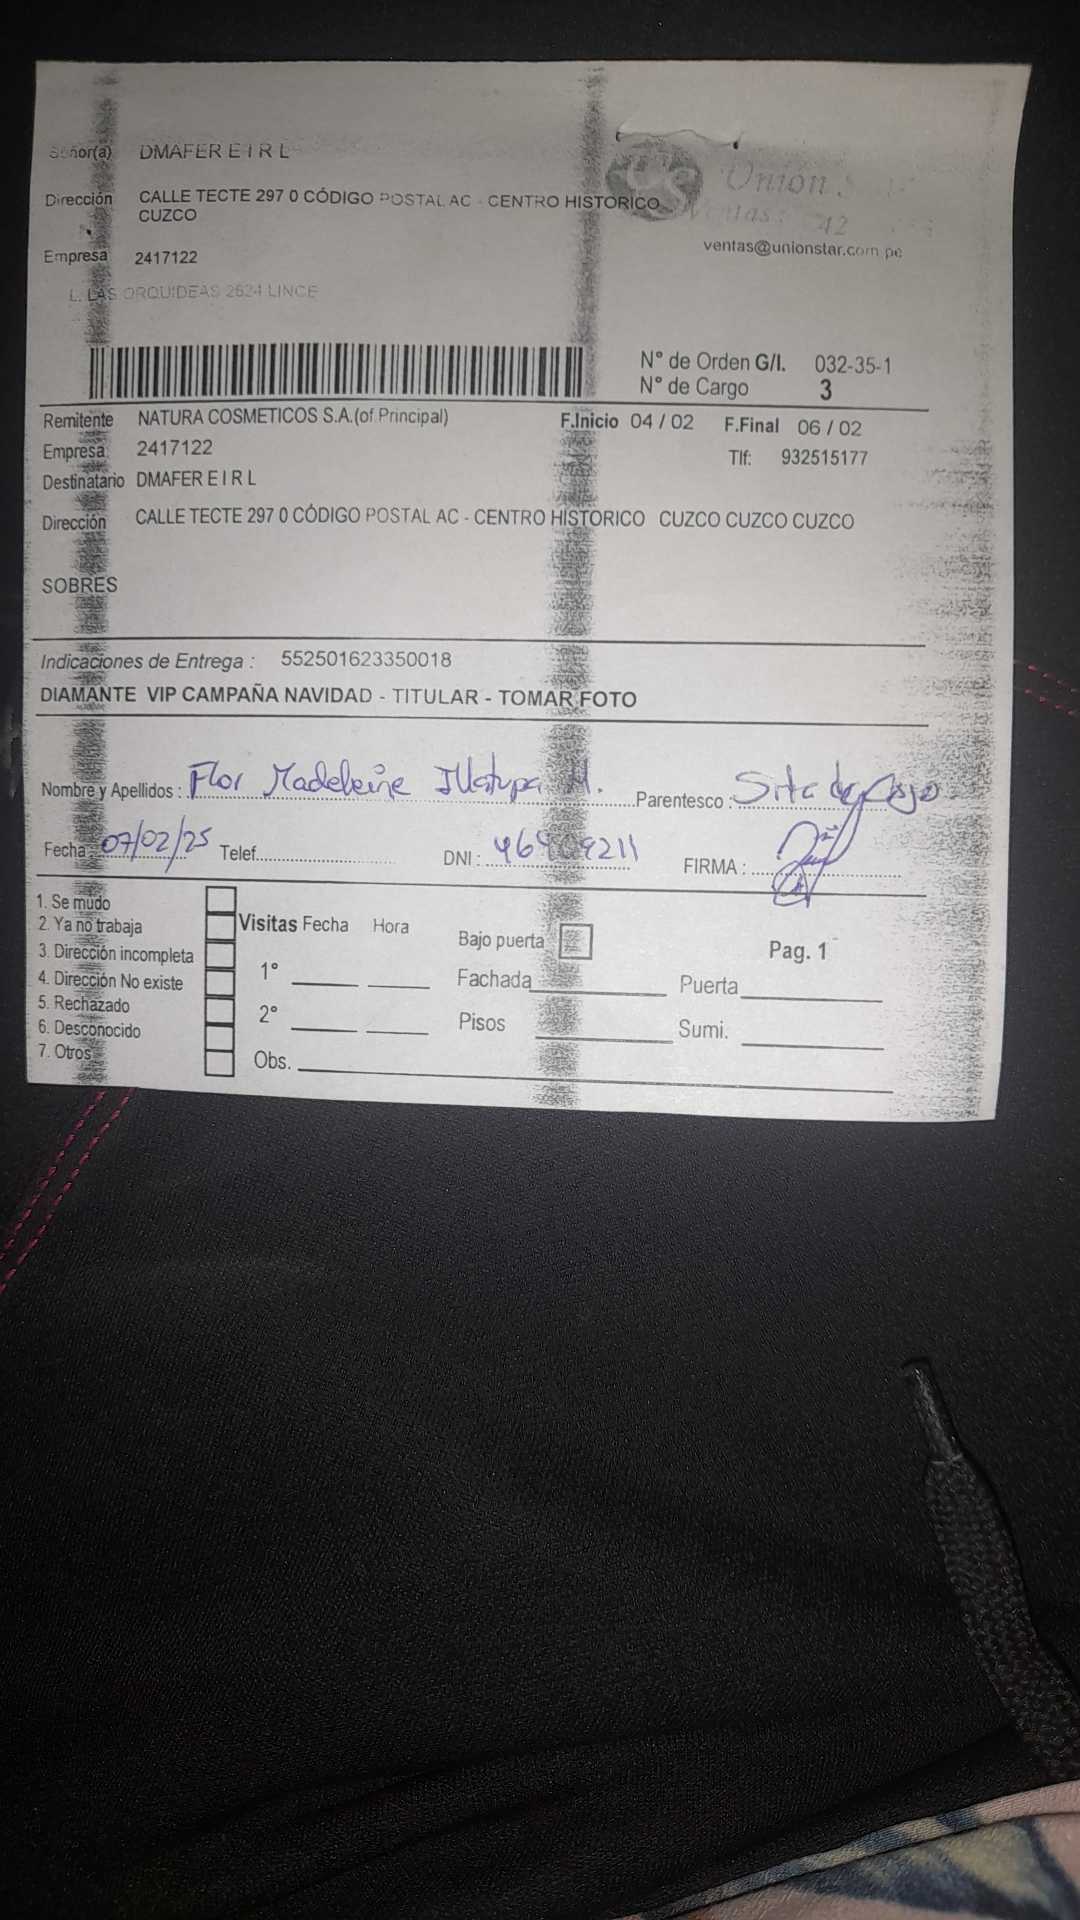 Señor(a) DMAFER E I R L
Dirección CALLE TECTE 297 0 CÓDIGO POSTAL AC - CENTRO HISTORICO
CUZCO
Union
Ventas: 42
ventas@unionstar.com.pe
Empresa 2417122
L. LAS ORQUIDEAS 2624 LINCE
N° de Orden G/I. 032-35-1
N° de Cargo 3
Remitente NATURA COSMETICOS S.A.(of Principal) F.Inicio 04 / 02 F.Final 06 / 02
Empresa: 2417122 Tlf: 932515177
Destinatario DMAFER E I R L
Dirección CALLE TECTE 297 0 CÓDIGO POSTAL AC - CENTRO HISTORICO CUZCO CUZCO CUZCO
SOBRES
Indicaciones de Entrega : 552501623350018
DIAMANTE VIP CAMPAÑA NAVIDAD - TITULAR - TOMAR FOTO
Nombre y Apellidos : Flor Madeleine Illatupa H. Parentesco :
Fecha : 07/02/25 Telef. DNI : FIRMA :
1. Se mudo
2. Ya no trabaja
3. Dirección incompleta
4. Dirección No existe
5. Rechazado
6. Desconocido
7. Otros
Visitas Fecha Hora Bajo puerta Pag. 1
1° Fachada Puerta
2° Pisos Sumi.
Obs.